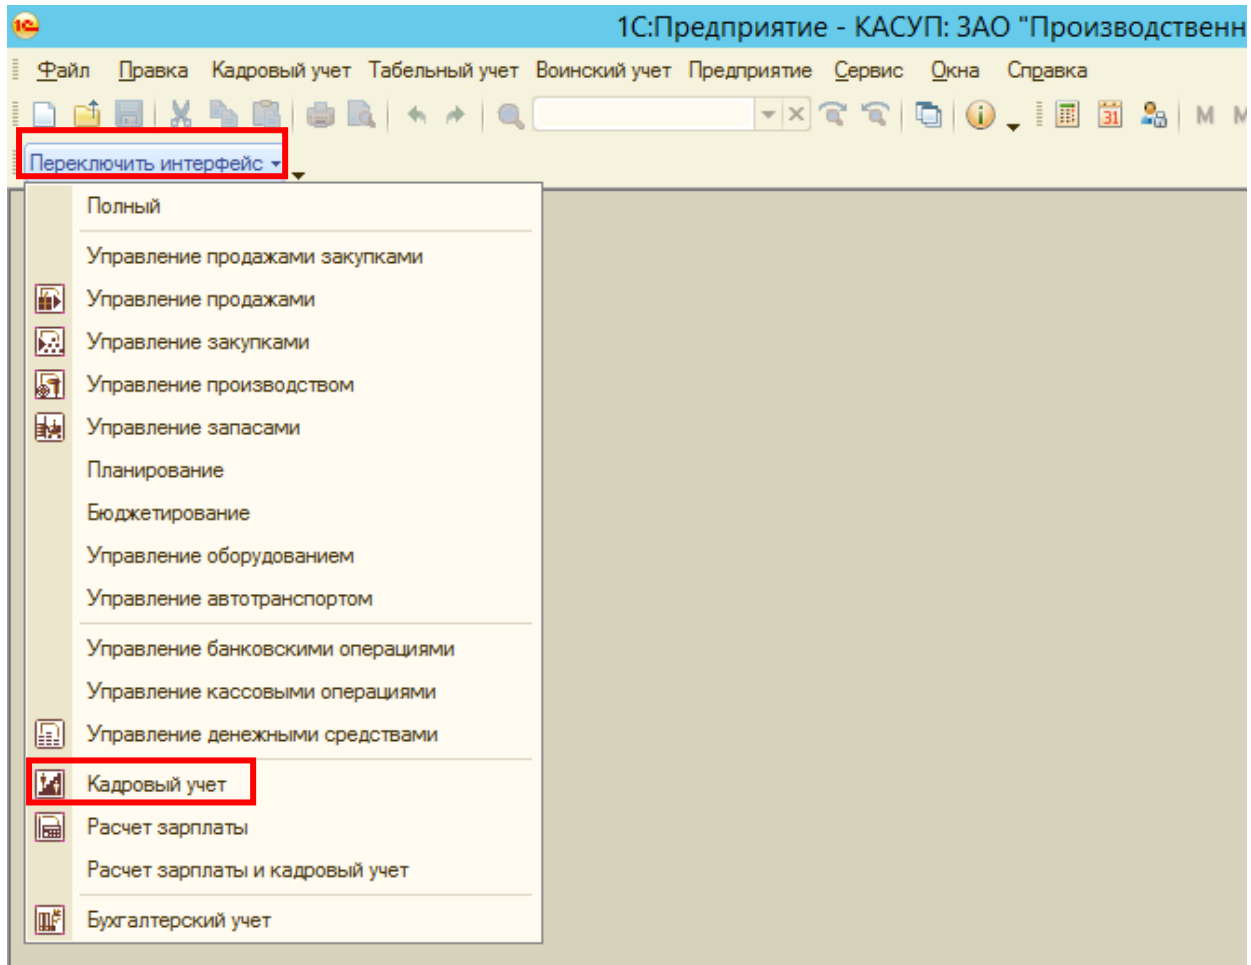 1С:Предприятие - КАСУП: ЗАО "Производственн
Файл Правка Кадровый учет Табельный учет Воинский учет Предприятие Сервис Окна Справка
31 М
Переключить интерфейс
Полный
Управление продажами закупками
Управление продажами
Управление закупками
Управление производством
Управление запасами
Планирование
Бюджетирование
Управление оборудованием
Управление автотранспортом
Управление банковскими операциями
Управление кассовыми операциями
Управление денежными средствами
Кадровый учет
Расчет зарплаты
Расчет зарплаты и кадровый учет
Бухгалтерский учет